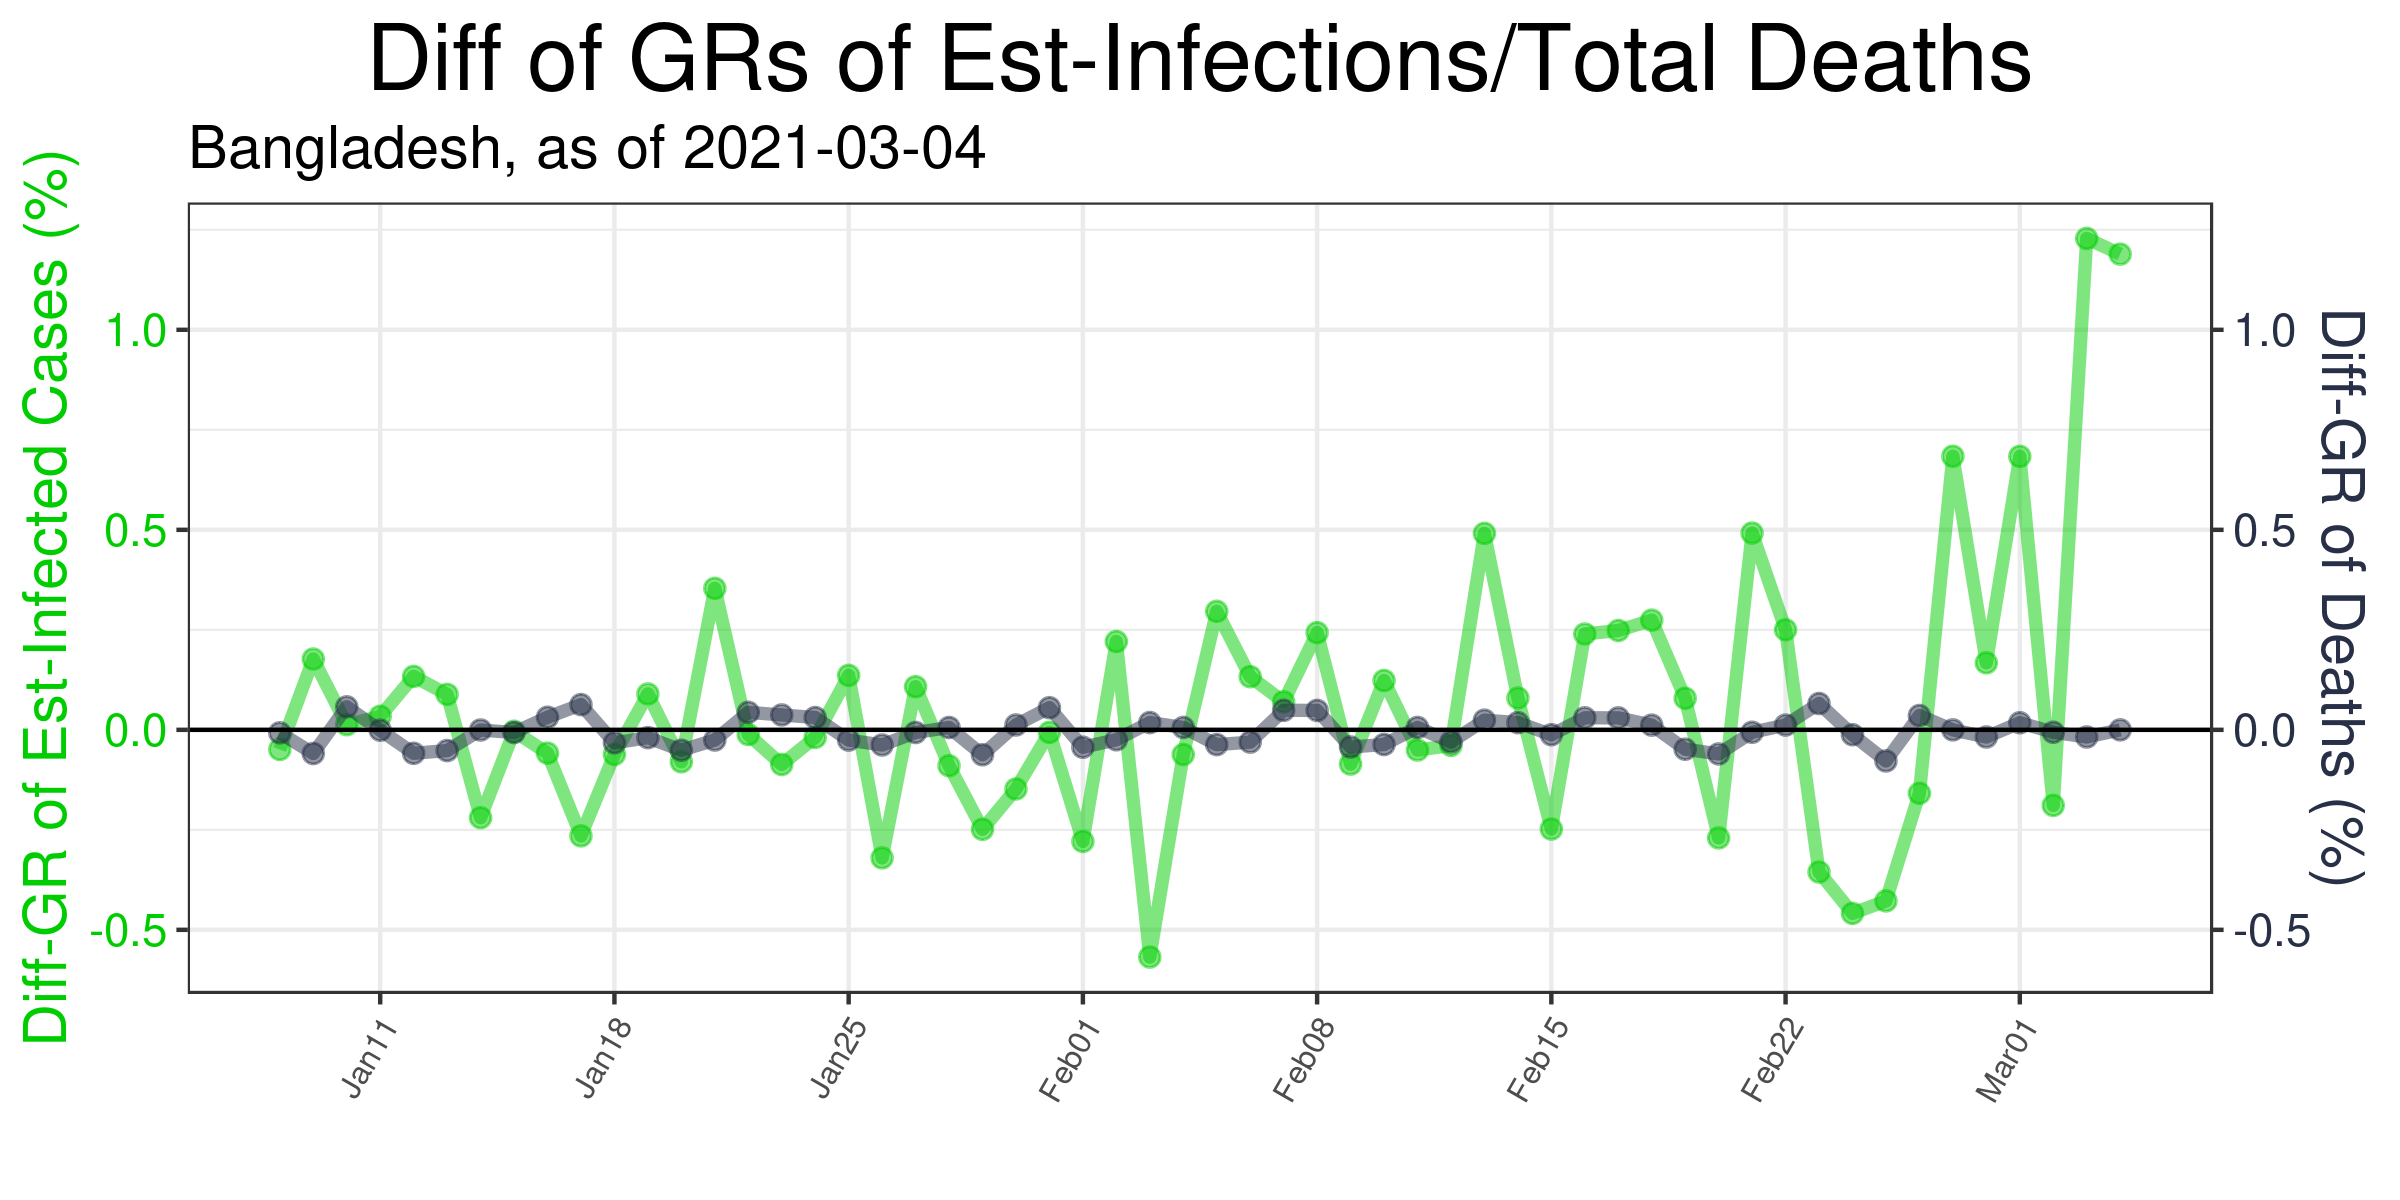 Diff of GRs of Est-Infections/Total Deaths
Bangladesh, as of 2021-03-04
Diff-GR of Est-Infected Cases (%)
1.0
0.5
0.0
-0.5
1.0
0.5
0.0
-0.5
Diff-GR of Deaths (%)
Jan11
Jan18
Jan25
Feb01
Feb08
Feb15
Feb22
Mar01